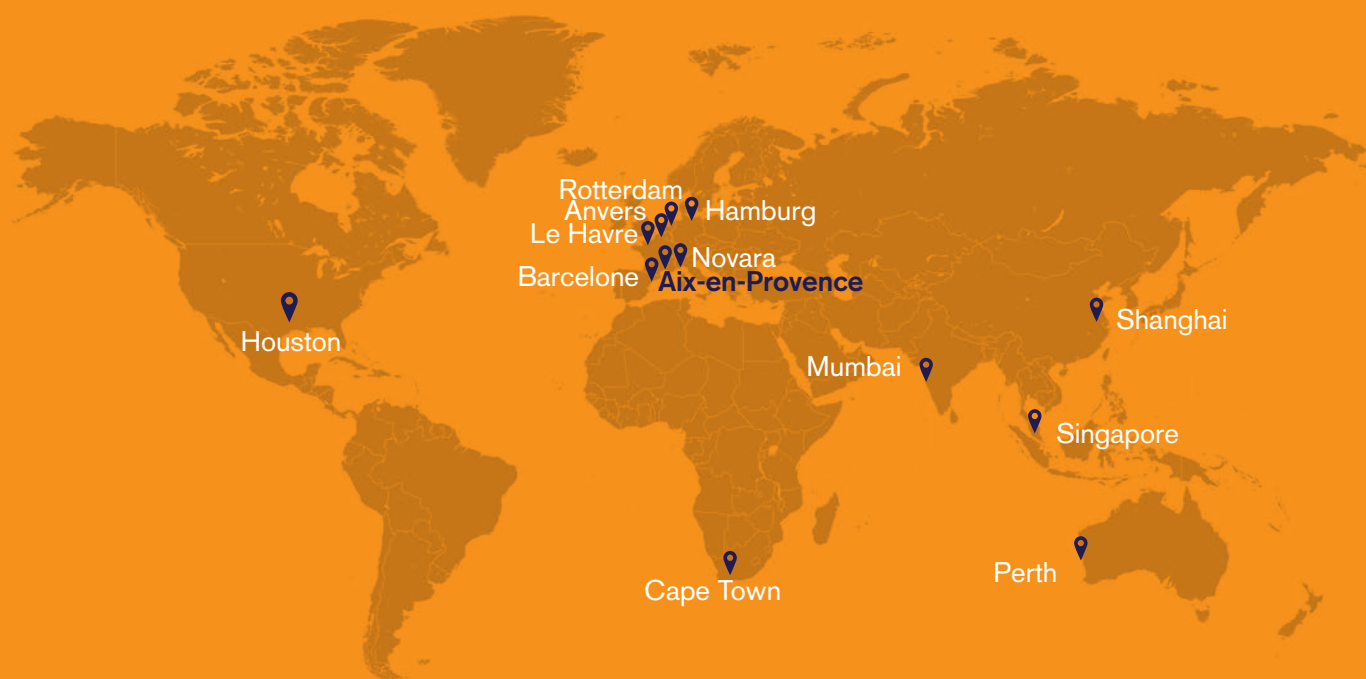 Rotterdam
Anvers
Hamburg
Le Havre
Novara
Barcelone
Aix-en-Provence
Houston
Shanghai
Mumbai
Singapore
Perth
Cape Town